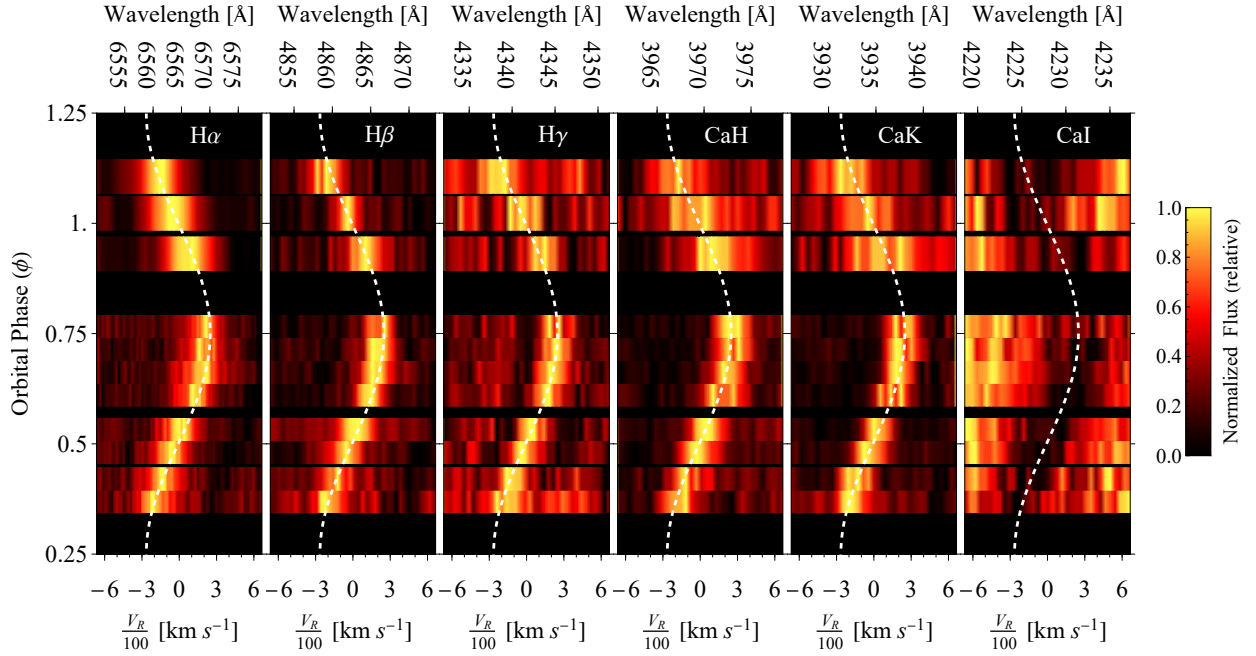 Wavelength [Å] Wavelength [Å] Wavelength [Å] Wavelength [Å] Wavelength [Å] Wavelength [Å]
6555 6560 6565 6570 6575 4855 4860 4865 4870 4335 4340 4345 4350 3965 3970 3975 3930 3935 3940 4220 4225 4230 4235
1.25
Hα Hβ Hγ CaH CaK CaI
1.
0.75
0.5
0.25
Orbital Phase (ϕ)
1.0
0.8
0.6
0.4
0.2
0.0
Normalized Flux (relative)
−6 −3 0 3 6 −6 −3 0 3 6 −6 −3 0 3 6 −6 −3 0 3 6 −6 −3 0 3 6 −6 −3 0 3 6
V_R/100 [km s⁻¹] V_R/100 [km s⁻¹] V_R/100 [km s⁻¹] V_R/100 [km s⁻¹] V_R/100 [km s⁻¹] V_R/100 [km s⁻¹]